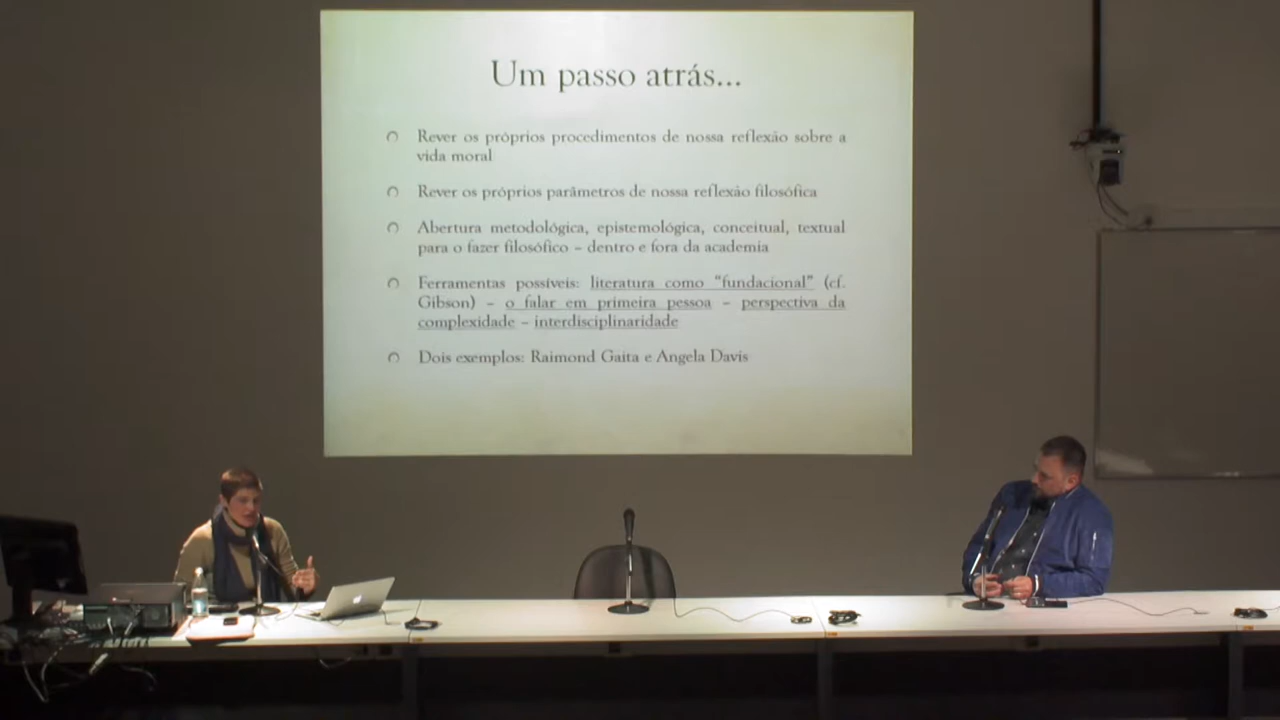 Um passo atrás...
Rever os próprios procedimentos de nossa reflexão sobre a
vida moral
Rever os próprios parâmetros de nossa reflexão filosófica
Abertura metodológica, epistemológica, conceitual, textual
para o fazer filosófico – dentro e fora da academia
Ferramentas possíveis: literatura como "fundacional" (cf.
Gibson) – o falar em primeira pessoa – perspectiva da
complexidade – interdisciplinaridade
Dois exemplos: Raimond Gaita e Angela Davis